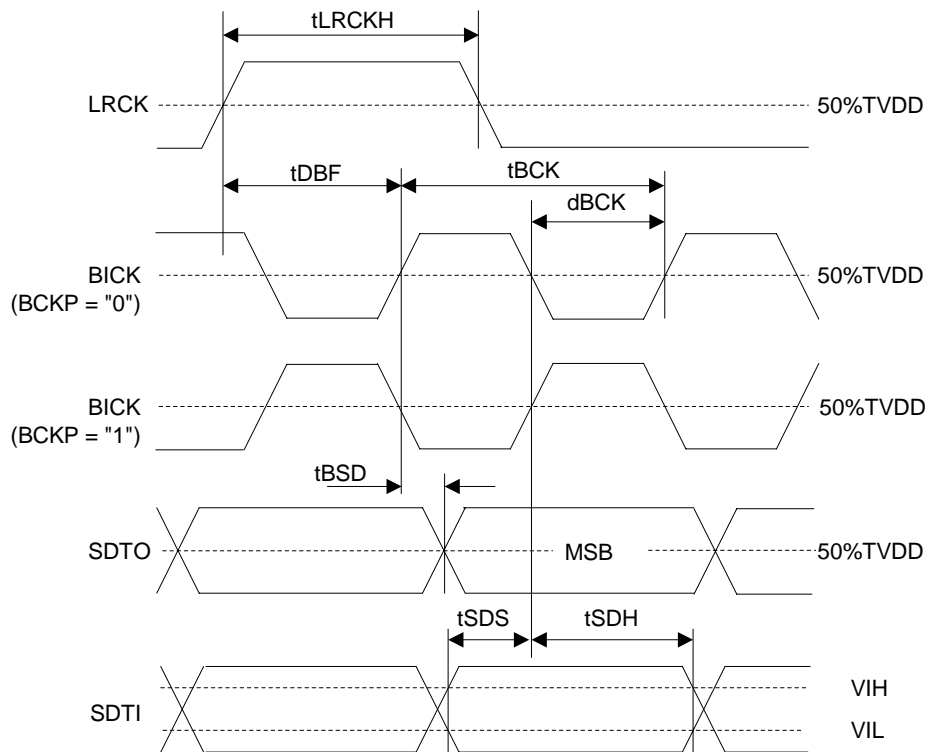 tLRCKH
LRCK
50%TVDD
tDBF
tBCK
dBCK
BICK
(BCKP = "0")
50%TVDD
BICK
(BCKP = "1")
50%TVDD
tBSD
SDTO
MSB
50%TVDD
tSDS
tSDH
SDTI
VIH
VIL